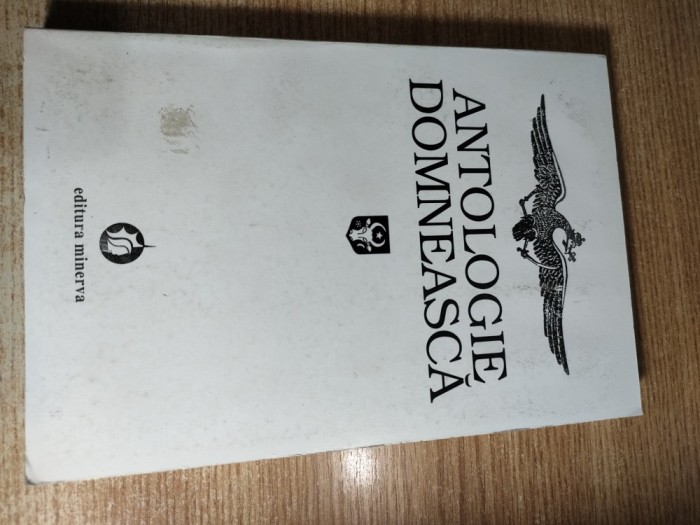 ANTOLOGIE
DOMNEASCĂ
editura minerva